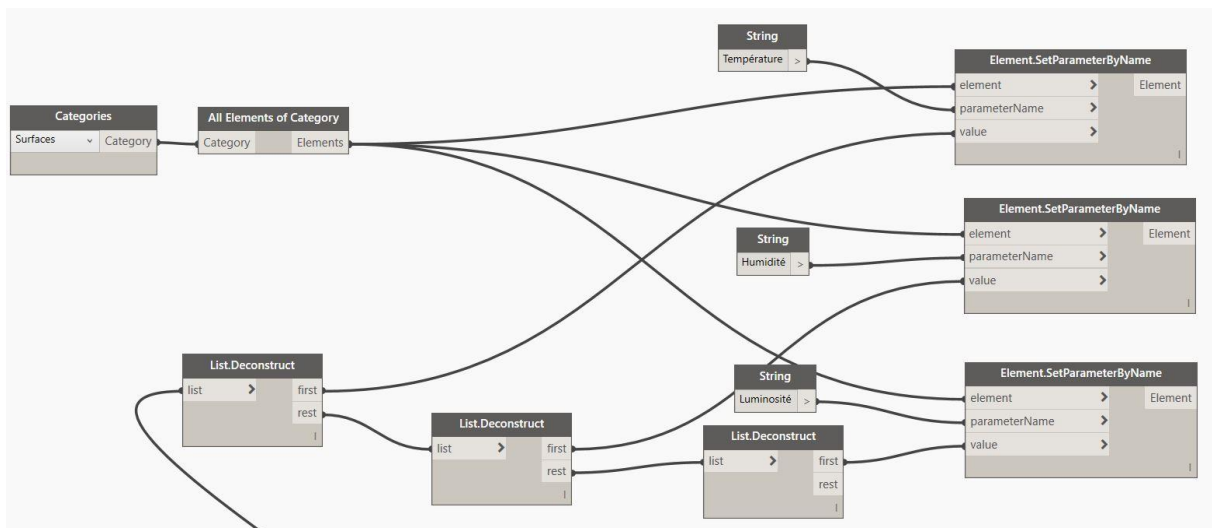 Categories
Surfaces Category
All Elements of Category
Category Elements
String
Température >
Element.SetParameterByName
element > Element
parameterName >
value >
l
String
Humidité >
Element.SetParameterByName
element > Element
parameterName >
value >
l
List.Deconstruct
list > first
rest
l
List.Deconstruct
list > first
rest
l
String
Luminosité >
List.Deconstruct
list > first
rest
l
Element.SetParameterByName
element > Element
parameterName >
value >
l